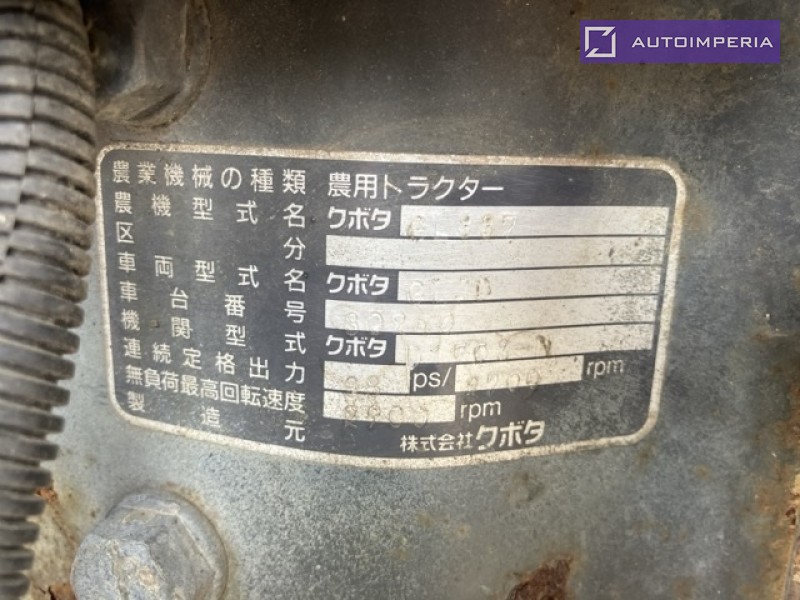 AUTOIMPERIA
農業機械の種類 農用トラクター
農機型式名 クボタ
区分
車両型式名 クボタ
車台番号
機関型式 クボタ
連続定格出力 ps/ rpm
無負荷最高回転速度 rpm
製造元 株式会社クボタ